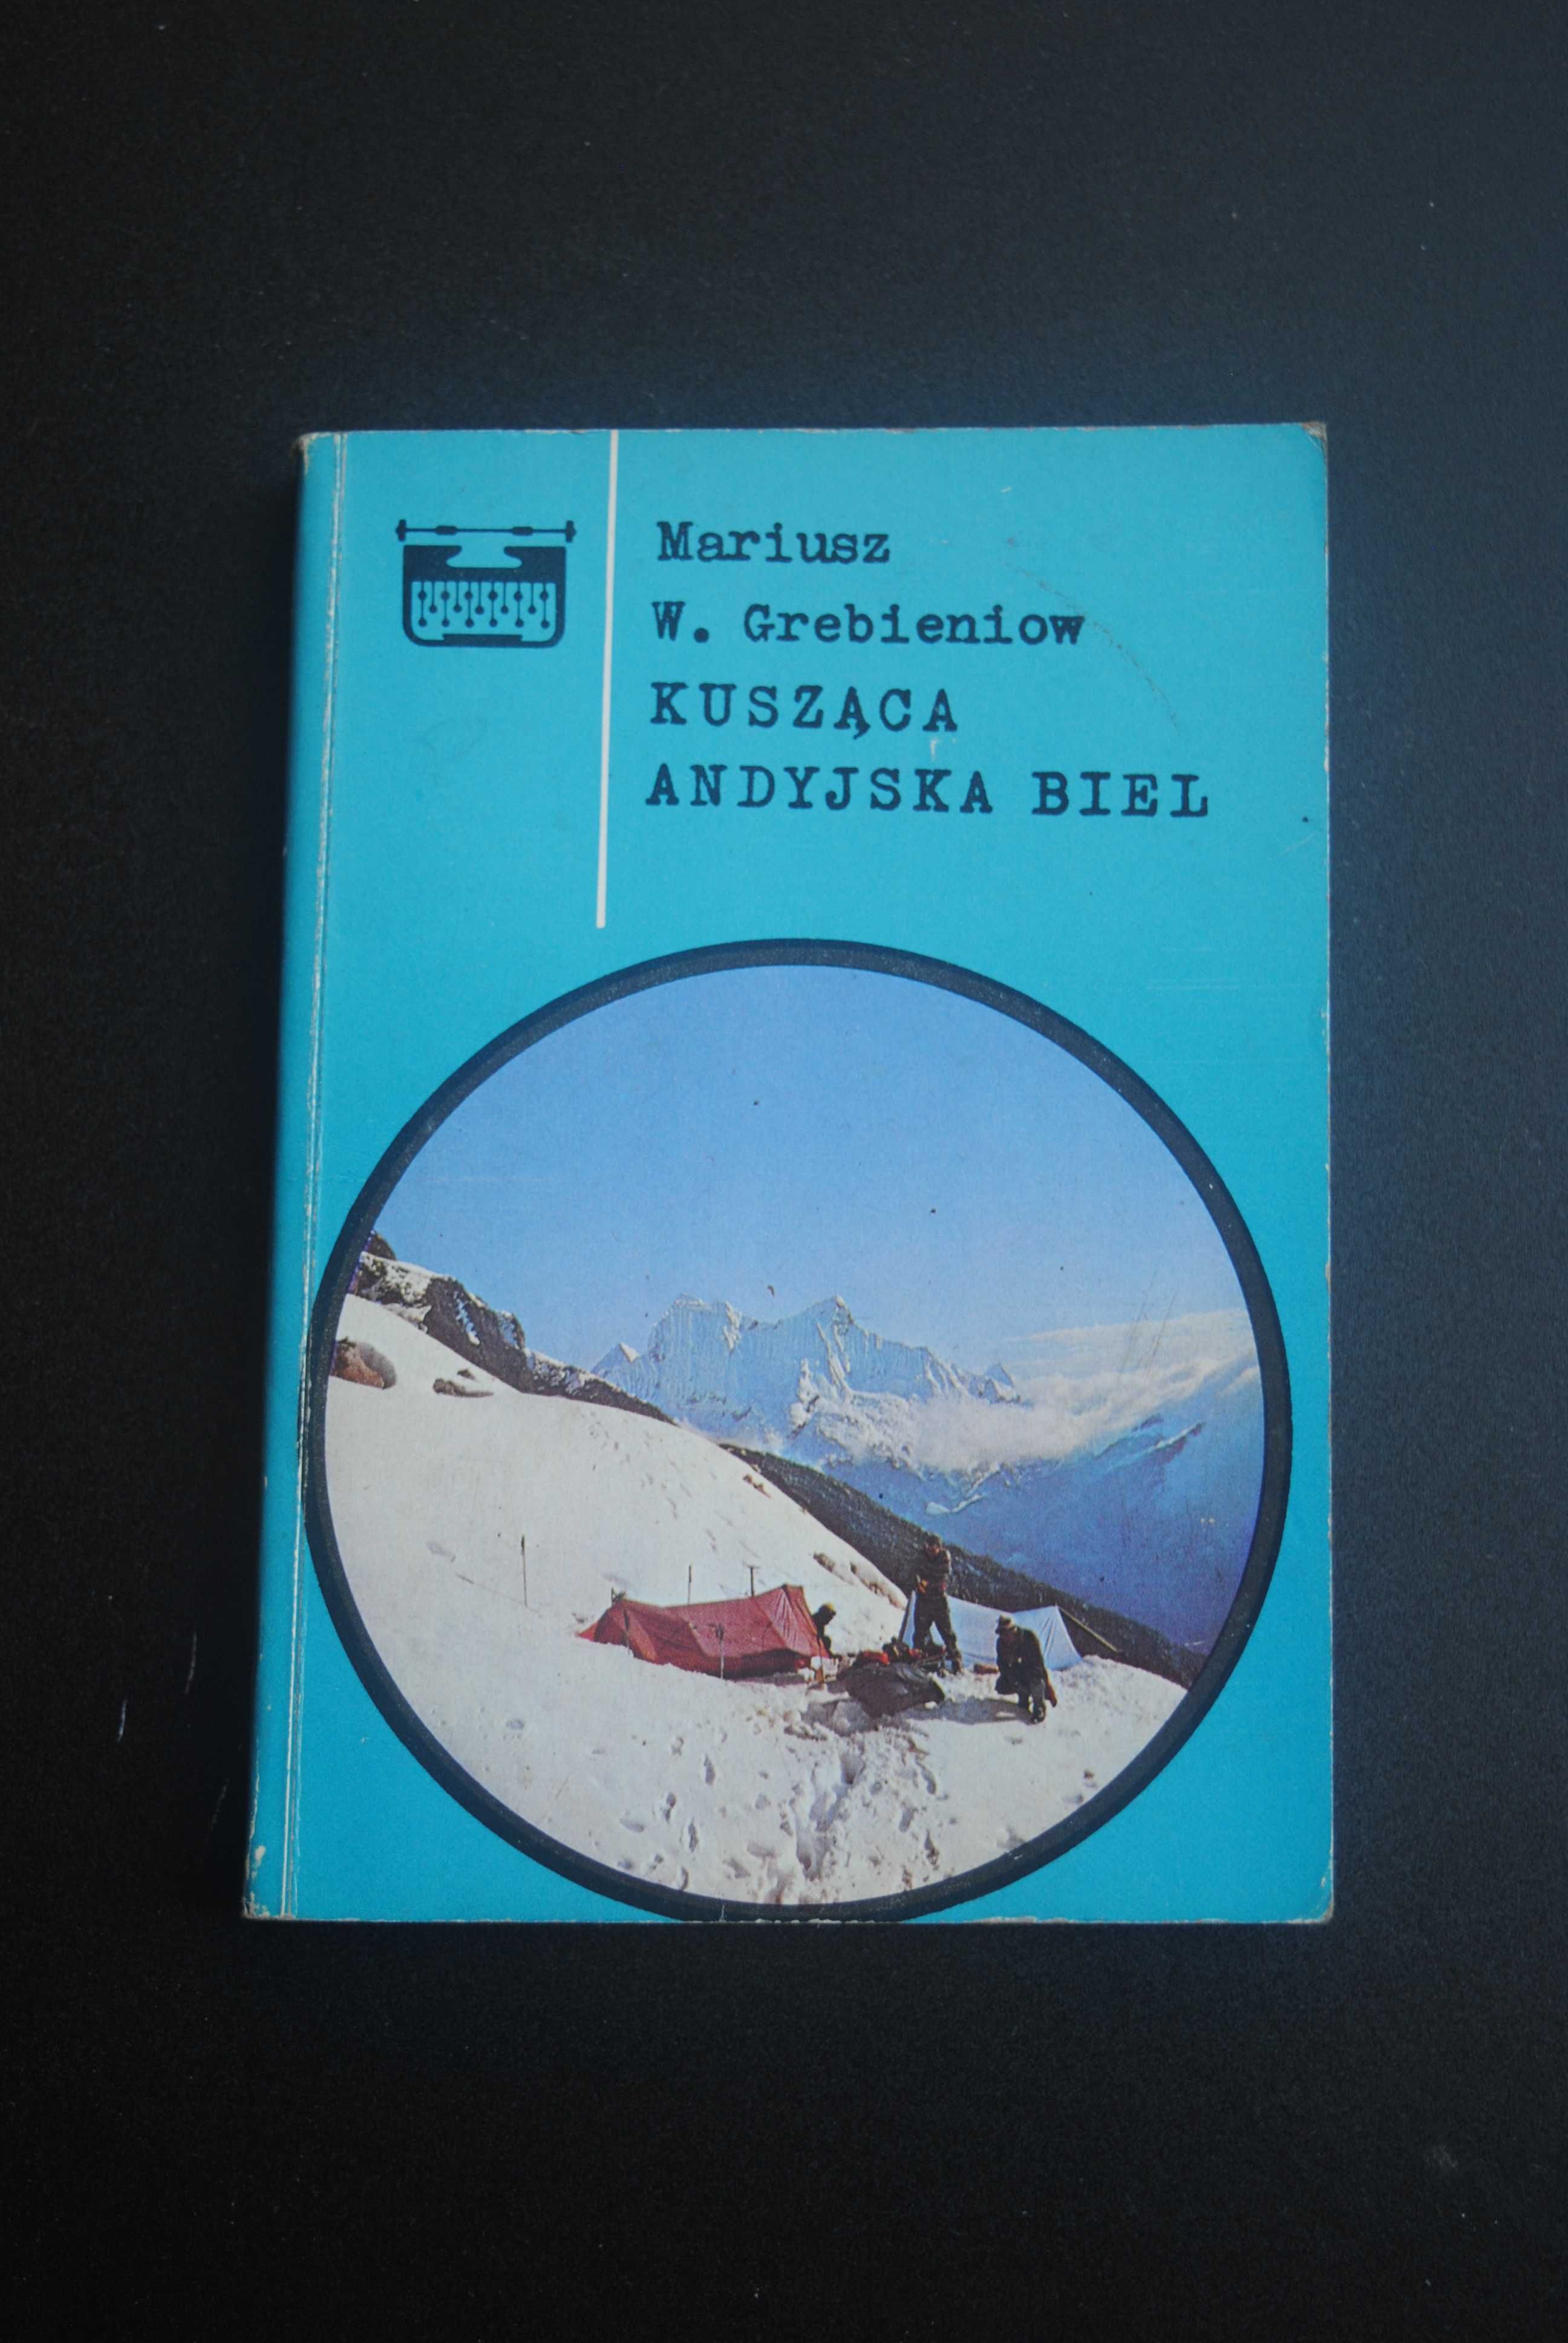 Mariusz
W. Grebieniow
KUSZĄCA
ANDYJSKA BIEL